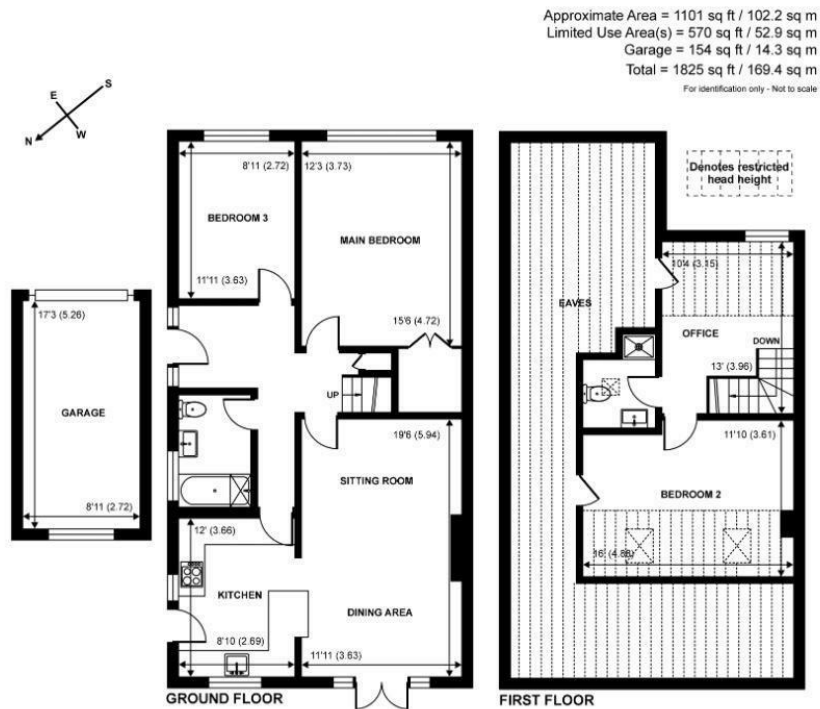 Approximate Area = 1101 sq ft / 102.2 sq m
Limited Use Area(s) = 570 sq ft / 52.9 sq m
Garage = 154 sq ft / 14.3 sq m
Total = 1825 sq ft / 169.4 sq m
For identification only - Not to scale
S
E
W
N
8'11 (2.72)
12'3 (3.73)
BEDROOM 3
MAIN BEDROOM
11'11 (3.63)
15'6 (4.72)
17'3 (5.26)
GARAGE
8'11 (2.72)
UP
19'6 (5.94)
SITTING ROOM
12' (3.66)
KITCHEN
DINING AREA
8'10 (2.69)
11'11 (3.63)
GROUND FLOOR
Denotes restricted
head height
10'4 (3.15)
EAVES
OFFICE
DOWN
13' (3.96)
11'10 (3.61)
BEDROOM 2
16' (4.88)
FIRST FLOOR